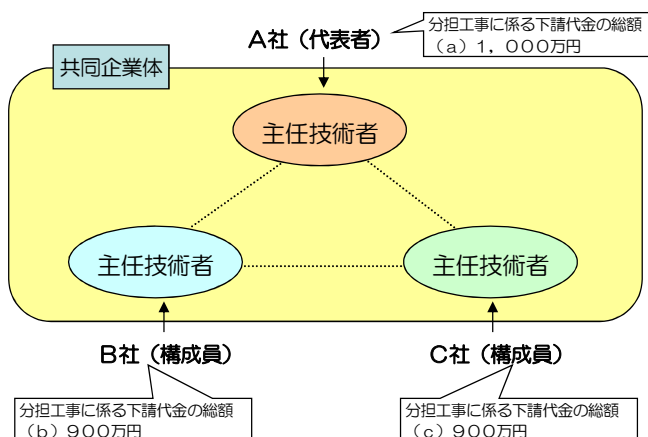 A社（代表者）
分担工事に係る下請代金の総額
（a）１，０００万円
共同企業体
主任技術者
主任技術者
主任技術者
B社（構成員）
C社（構成員）
分担工事に係る下請代金の総額
（b）９００万円
分担工事に係る下請代金の総額
（c）９００万円